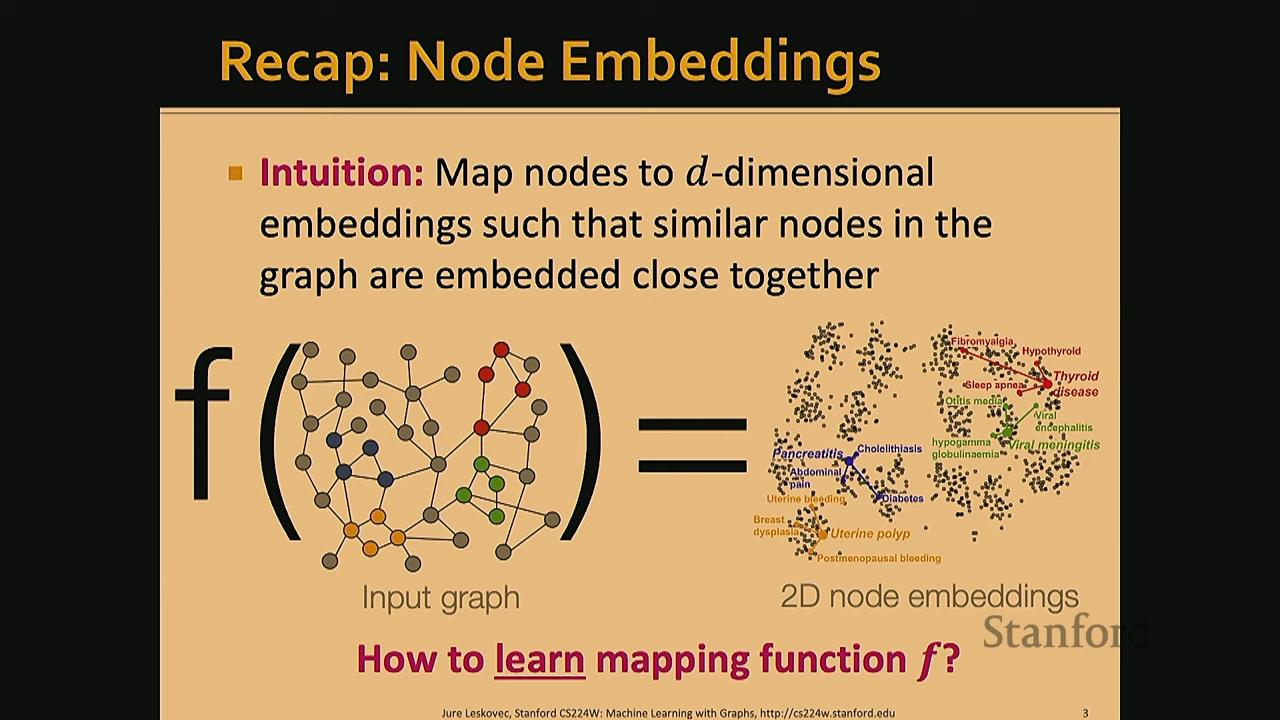 Recap: Node Embeddings
Intuition: Map nodes to d-dimensional
embeddings such that similar nodes in the
graph are embedded close together
f ( ) =
Fibromyalgia
Hypothyroid
Sleep apnea
Thyroid
disease
Otitis media
Viral
encephalitis
hypogamma
globulinaemia
Viral meningitis
Pancreatitis
Cholelithiasis
Abdominal
pain
Diabetes
Uterine bleeding
Breast
dysplasia
Uterine polyp
Postmenopausal bleeding
Input graph
2D node embeddings
Stanford
How to learn mapping function f?
Jure Leskovec, Stanford CS224W: Machine Learning with Graphs, http://cs224w.stanford.edu
3